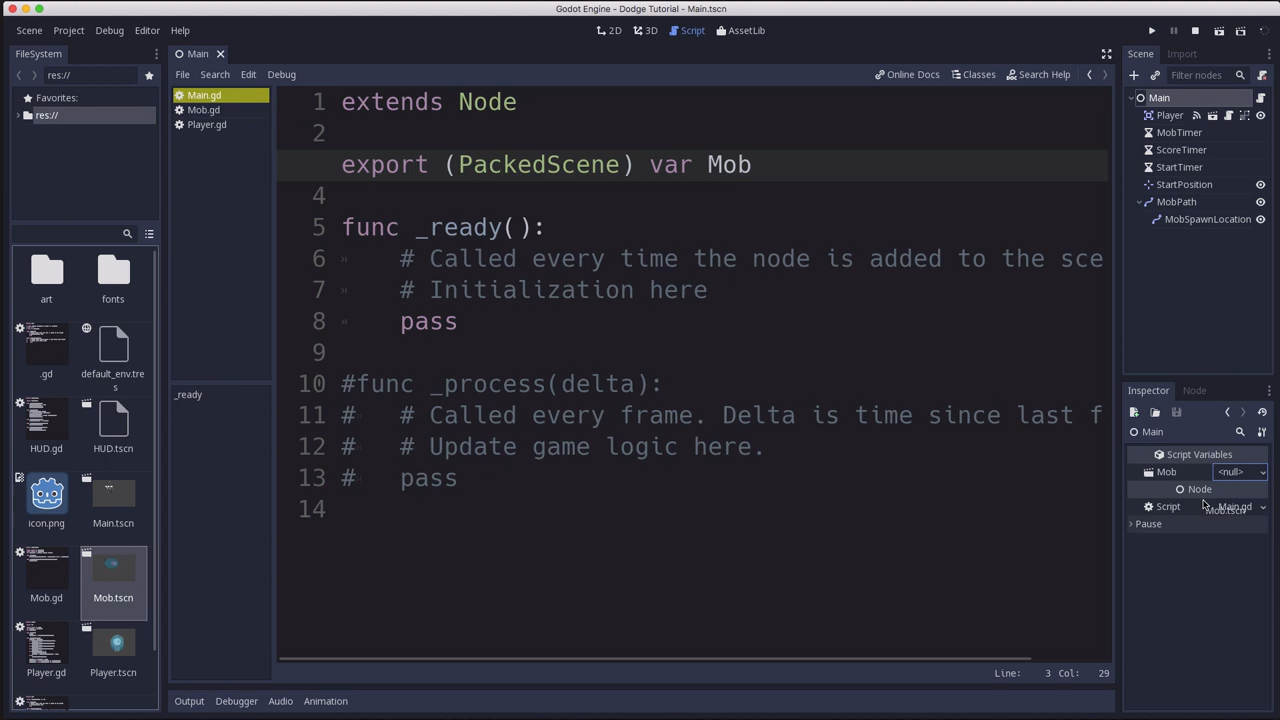 Godot Engine - Dodge Tutorial - Main.tscn
Scene Project Debug Editor Help
2D 3D Script AssetLib
FileSystem
res://
Favorites:
res://
art
fonts
.gd
default_env.tre
s
HUD.gd
HUD.tscn
icon.png
Main.tscn
Mob.gd
Mob.tscn
Player.gd
Player.tscn
Main
File Search Edit Debug
Online Docs Classes Search Help
Main.gd
Mob.gd
Player.gd
_ready
1 extends Node
2
export (PackedScene) var Mob
4
5 func _ready():
6 # Called every time the node is added to the sce
7 # Initialization here
8 pass
9
10 #func _process(delta):
11 # # Called every frame. Delta is time since last f
12 # # Update game logic here.
13 # pass
14
Line: 3 Col: 29
Output Debugger Audio Animation
Scene Import
Filter nodes
Main
Player
MobTimer
ScoreTimer
StartTimer
StartPosition
MobPath
MobSpawnLocation
Inspector Node
Main
Script Variables
Mob <null>
Node
Script Main.gd
Mob.tscn
Pause